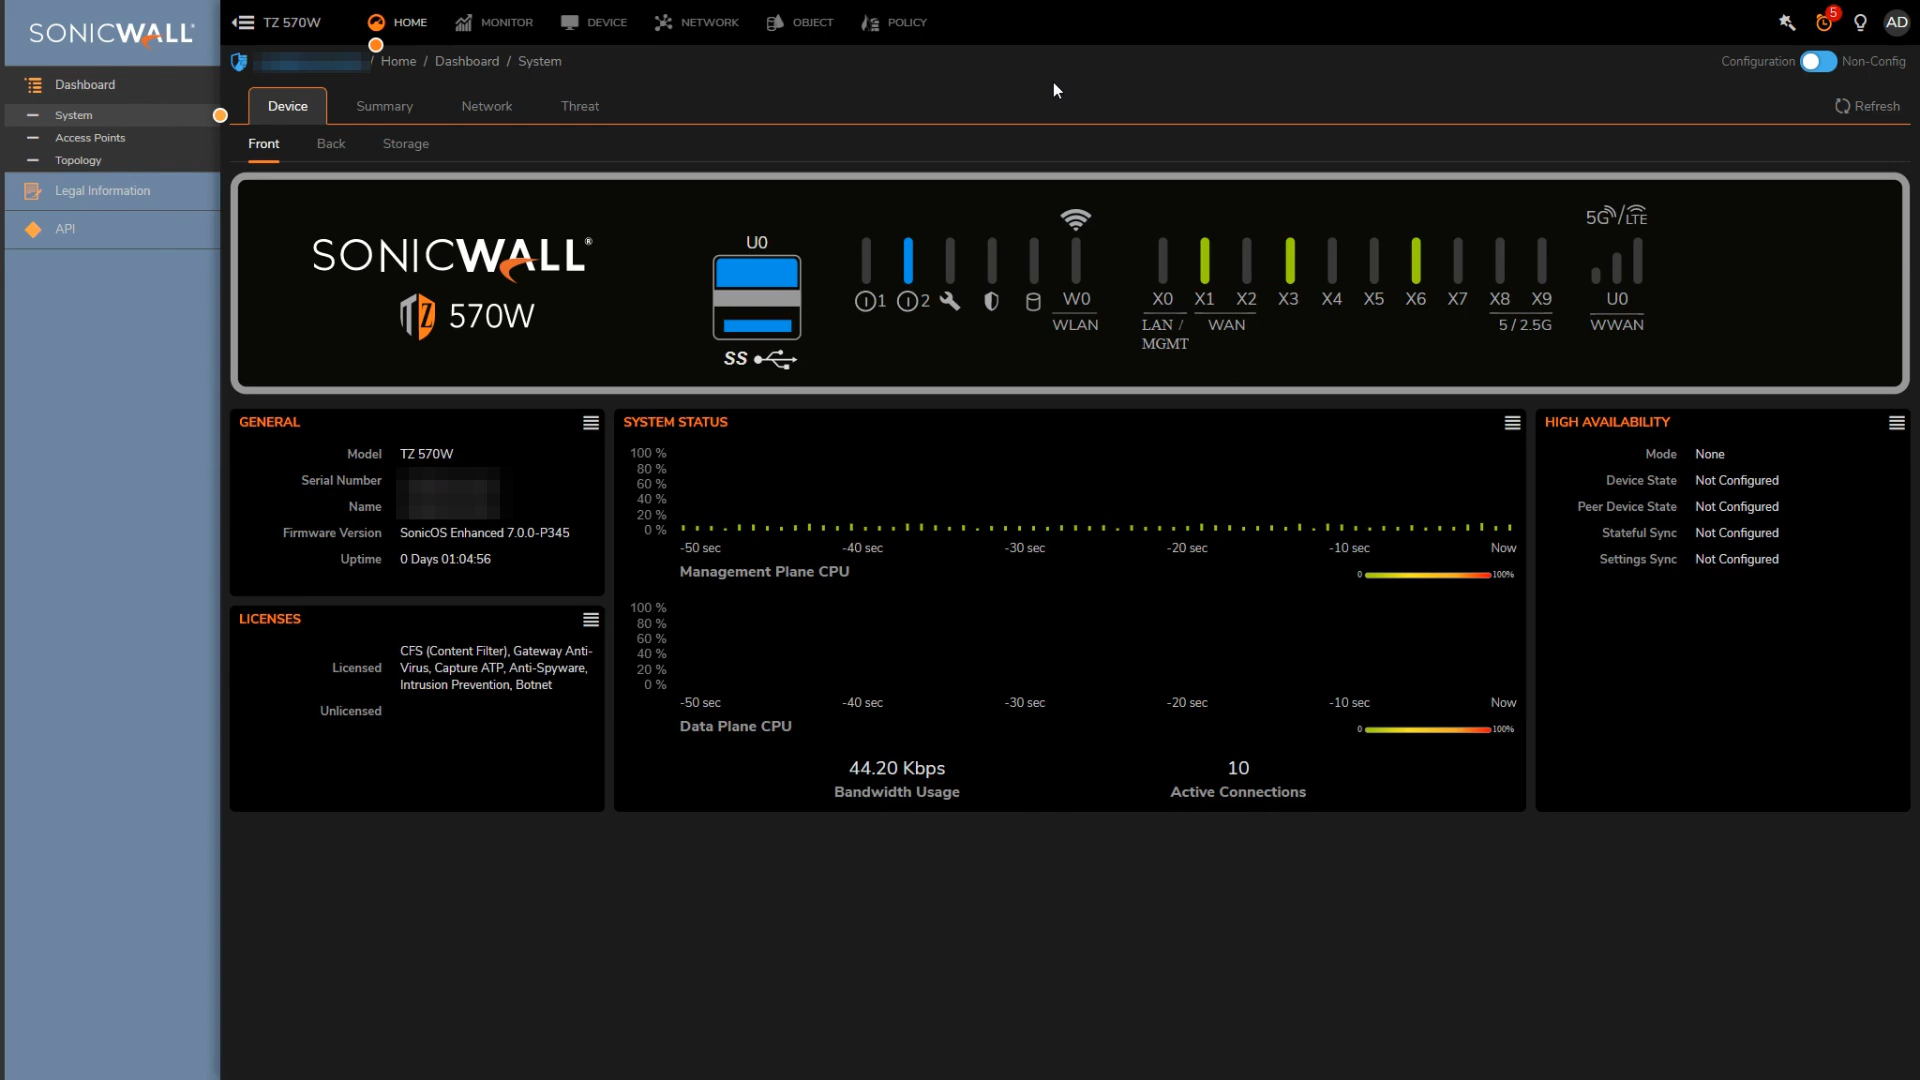 SONICWALL
TZ 570W
HOME
MONITOR
DEVICE
NETWORK
OBJECT
POLICY
5
AD
/ Home / Dashboard / System
Configuration
Non-Config
Dashboard
System
Access Points
Topology
Legal Information
API
Device
Summary
Network
Threat
Refresh
Front
Back
Storage
SONICWALL®
TZ 570W
U0
SS
1
2
W0
WLAN
X0
X1
X2
X3
X4
X5
X6
X7
X8
X9
LAN /
MGMT
WAN
5 / 2.5G
5G/LTE
U0
WWAN
GENERAL
Model TZ 570W
Serial Number
Name
Firmware Version SonicOS Enhanced 7.0.0-P345
Uptime 0 Days 01:04:56
LICENSES
Licensed CFS (Content Filter), Gateway Anti-
Virus, Capture ATP, Anti-Spyware,
Intrusion Prevention, Botnet
Unlicensed
SYSTEM STATUS
100 %
80 %
60 %
40 %
20 %
0 %
-50 sec -40 sec -30 sec -20 sec -10 sec Now
Management Plane CPU
0 100%
100 %
80 %
60 %
40 %
20 %
0 %
-50 sec -40 sec -30 sec -20 sec -10 sec Now
Data Plane CPU
0 100%
44.20 Kbps
Bandwidth Usage
10
Active Connections
HIGH AVAILABILITY
Mode None
Device State Not Configured
Peer Device State Not Configured
Stateful Sync Not Configured
Settings Sync Not Configured